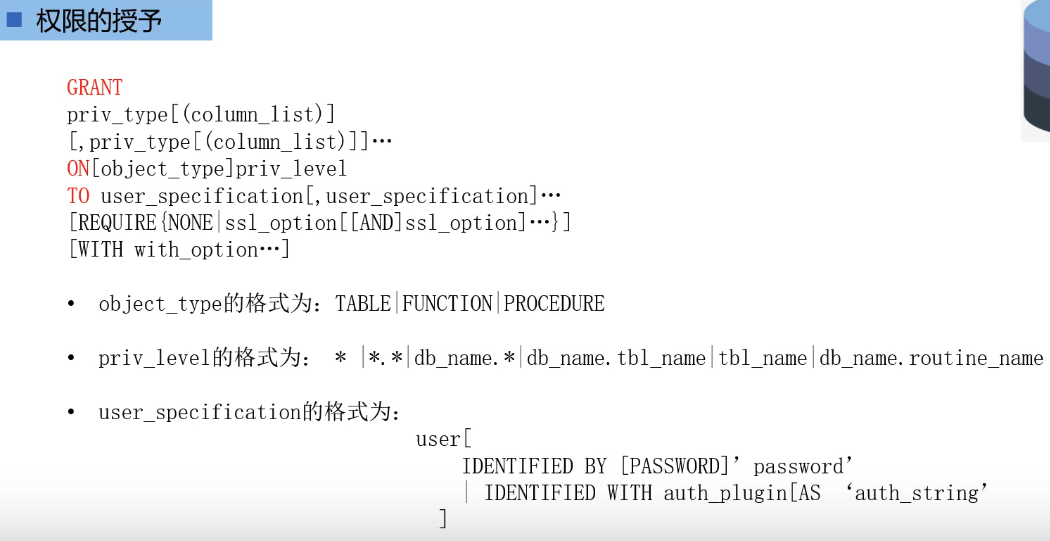 权限的授予
GRANT
priv_type[(column_list)]
[,priv_type[(column_list)]]…
ON[object_type]priv_level
TO user_specification[,user_specification]…
[REQUIRE{NONE|ssl_option[[AND]ssl_option]…}]
[WITH with_option…]
• object_type的格式为：TABLE|FUNCTION|PROCEDURE
• priv_level的格式为： * |*.*|db_name.*|db_name.tbl_name|tbl_name|db_name.routine_name
• user_specification的格式为：
user[
IDENTIFIED BY [PASSWORD]’ password’
| IDENTIFIED WITH auth_plugin[AS ‘auth_string’
]